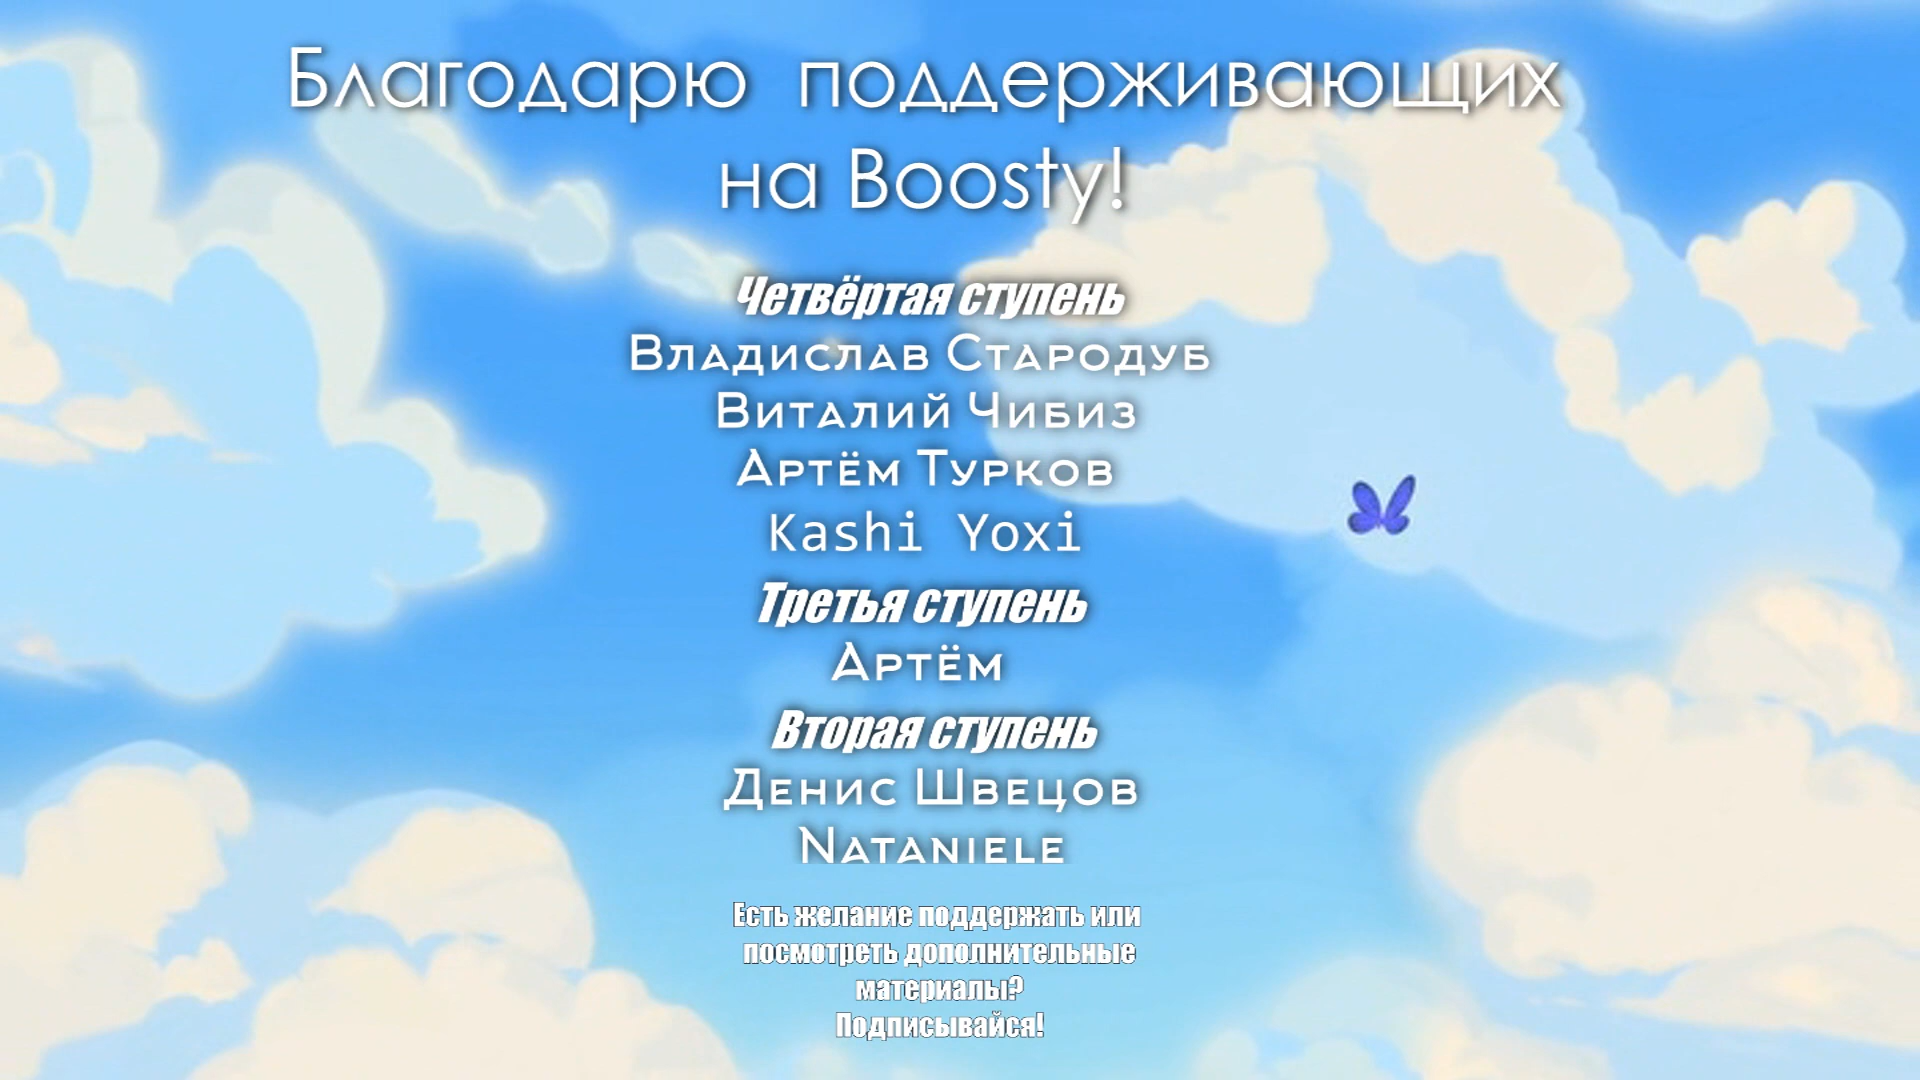 Благодарю поддерживающих
на Boosty!
Четвёртая ступень
Владислав Стародуб
Виталий Чибиз
Артём Турков
Kashi Yoxi
Третья ступень
Артём
Вторая ступень
Денис Швецов
Nataniele
Есть желание поддержать или
посмотреть дополнительные
материалы?
Подписывайся!